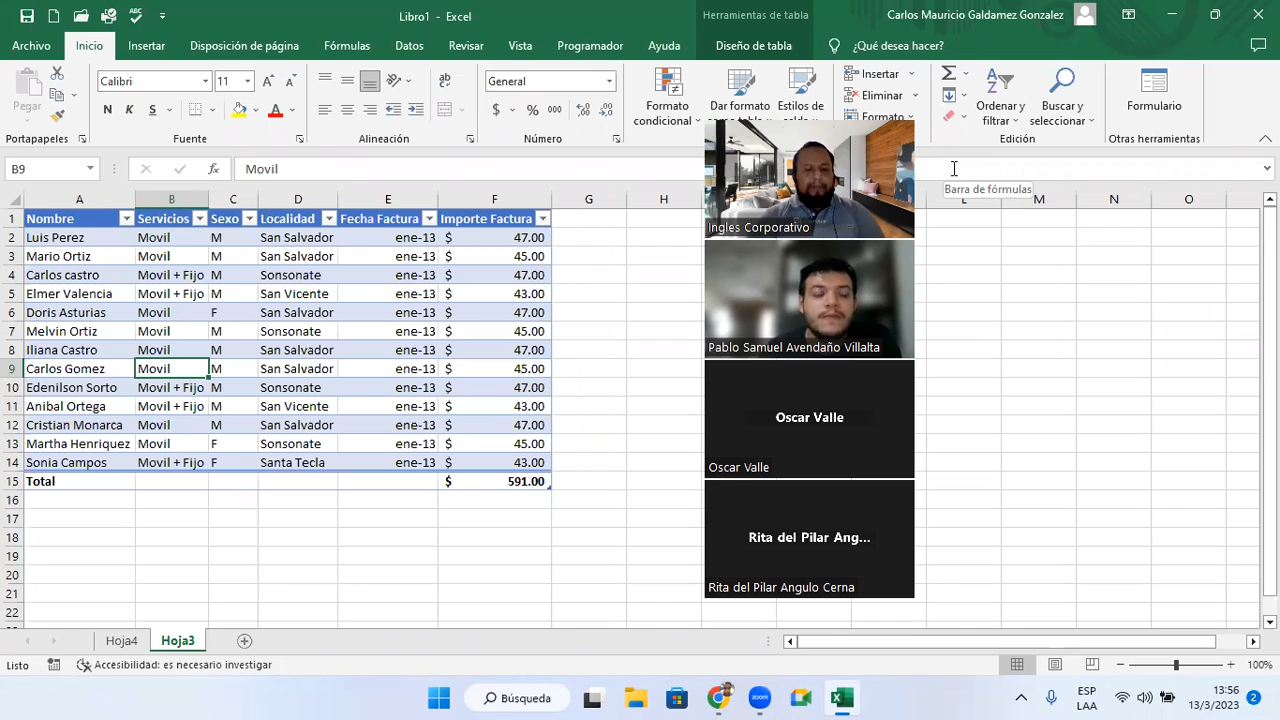 Libro1 - Excel
Herramientas de tabla
Carlos Mauricio Galdamez Gonzalez
Archivo Inicio Insertar Disposición de página Fórmulas Datos Revisar Vista Programador Ayuda Diseño de tabla ¿Qué desea hacer?
Pegar
Calibri 11
General
Formato condicional
Dar formato
Estilos de
Insertar
Eliminar
Formato
Ordenar y filtrar
Buscar y seleccionar
Formulario
N K S
$ % 000
Portapapeles Fuente Alineación Número Edición Otras herramientas
B9 fx Movil
Barra de fórmulas
A B C D E F G H L M N O
1 Nombre Servicios Sexo Localidad Fecha Factura Importe Factura
2 Luis Perez Movil M San Salvador ene-13 $ 47.00
3 Mario Ortiz Movil M San Salvador ene-13 $ 45.00
4 Carlos castro Movil + Fijo M Sonsonate ene-13 $ 47.00
5 Elmer Valencia Movil + Fijo M San Vicente ene-13 $ 43.00
6 Doris Asturias Movil F San Salvador ene-13 $ 47.00
7 Melvin Ortiz Movil M Sonsonate ene-13 $ 45.00
8 Iliana Castro Movil M San Salvador ene-13 $ 47.00
9 Carlos Gomez Movil M San Salvador ene-13 $ 45.00
10 Edenilson Sorto Movil + Fijo M Sonsonate ene-13 $ 47.00
11 Anibal Ortega Movil + Fijo M San Vicente ene-13 $ 43.00
12 Cristian Monarca Movil M San Salvador ene-13 $ 47.00
13 Martha Henriquez Movil F Sonsonate ene-13 $ 45.00
14 Sonia Campos Movil + Fijo F Santa Tecla ene-13 $ 43.00
15 Total $ 591.00
16
17
18
19
20
21
22
Ingles Corporativo
Pablo Samuel Avendaño Villalta
Oscar Valle
Oscar Valle
Rita del Pilar Ang...
Rita del Pilar Angulo Cerna
Hoja4 Hoja3
Listo Accesibilidad: es necesario investigar 100%
Búsqueda
ESP
LAA
13:56
13/3/2023
2